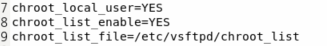 7 chroot_local_user=YES
8 chroot_list_enable=YES
9 chroot_list_file=/etc/vsftpd/chroot_list